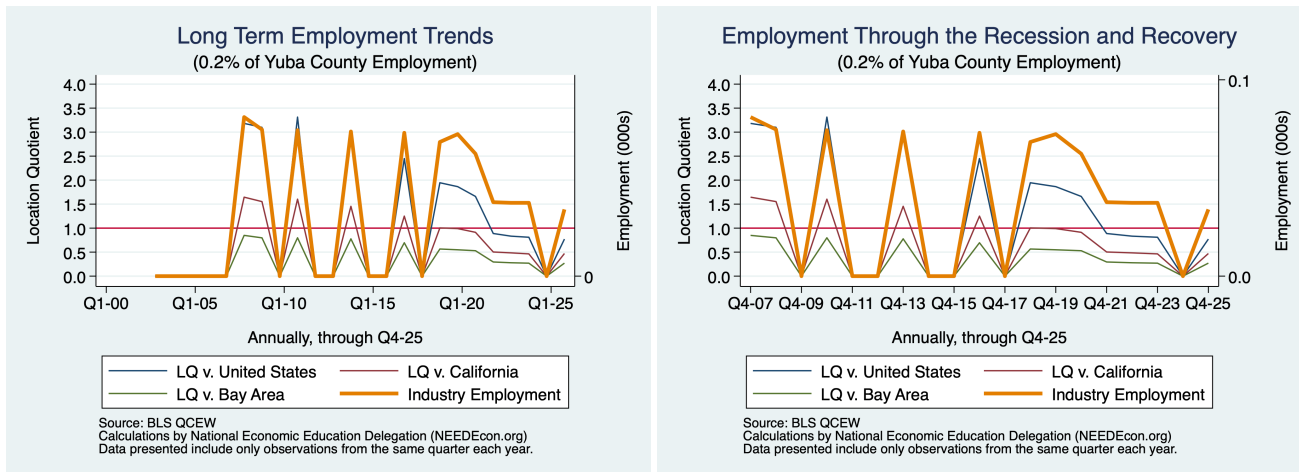 Long Term Employment Trends
(0.2% of Yuba County Employment)
Location Quotient
4.0
3.5
3.0
2.5
2.0
1.5
1.0
0.5
0.0
Employment (000s)
0
Q1-00 Q1-05 Q1-10 Q1-15 Q1-20 Q1-25
Annually, through Q4-25
LQ v. United States LQ v. California
LQ v. Bay Area Industry Employment
Source: BLS QCEW
Calculations by National Economic Education Delegation (NEEDEcon.org)
Data presented include only observations from the same quarter each year.
Employment Through the Recession and Recovery
(0.2% of Yuba County Employment)
Location Quotient
4.0
3.5
3.0
2.5
2.0
1.5
1.0
0.5
0.0
Employment (000s)
0.1
0.0
Q4-07 Q4-09 Q4-11 Q4-13 Q4-15 Q4-17 Q4-19 Q4-21 Q4-23 Q4-25
Annually, through Q4-25
LQ v. United States LQ v. California
LQ v. Bay Area Industry Employment
Source: BLS QCEW
Calculations by National Economic Education Delegation (NEEDEcon.org)
Data presented include only observations from the same quarter each year.